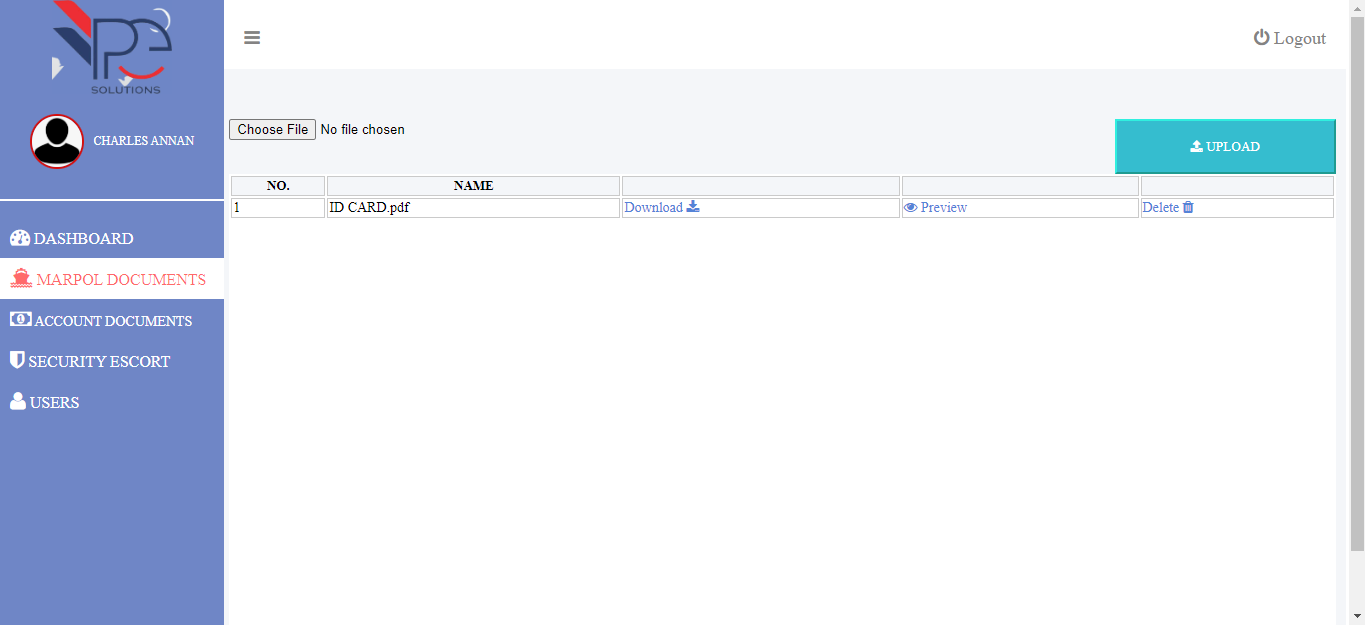 SOLUTIONS
CHARLES ANNAN
DASHBOARD
MARPOL DOCUMENTS
ACCOUNT DOCUMENTS
SECURITY ESCORT
USERS
Logout
Choose File No file chosen
UPLOAD
NO. NAME
1 ID CARD.pdf Download Preview Delete